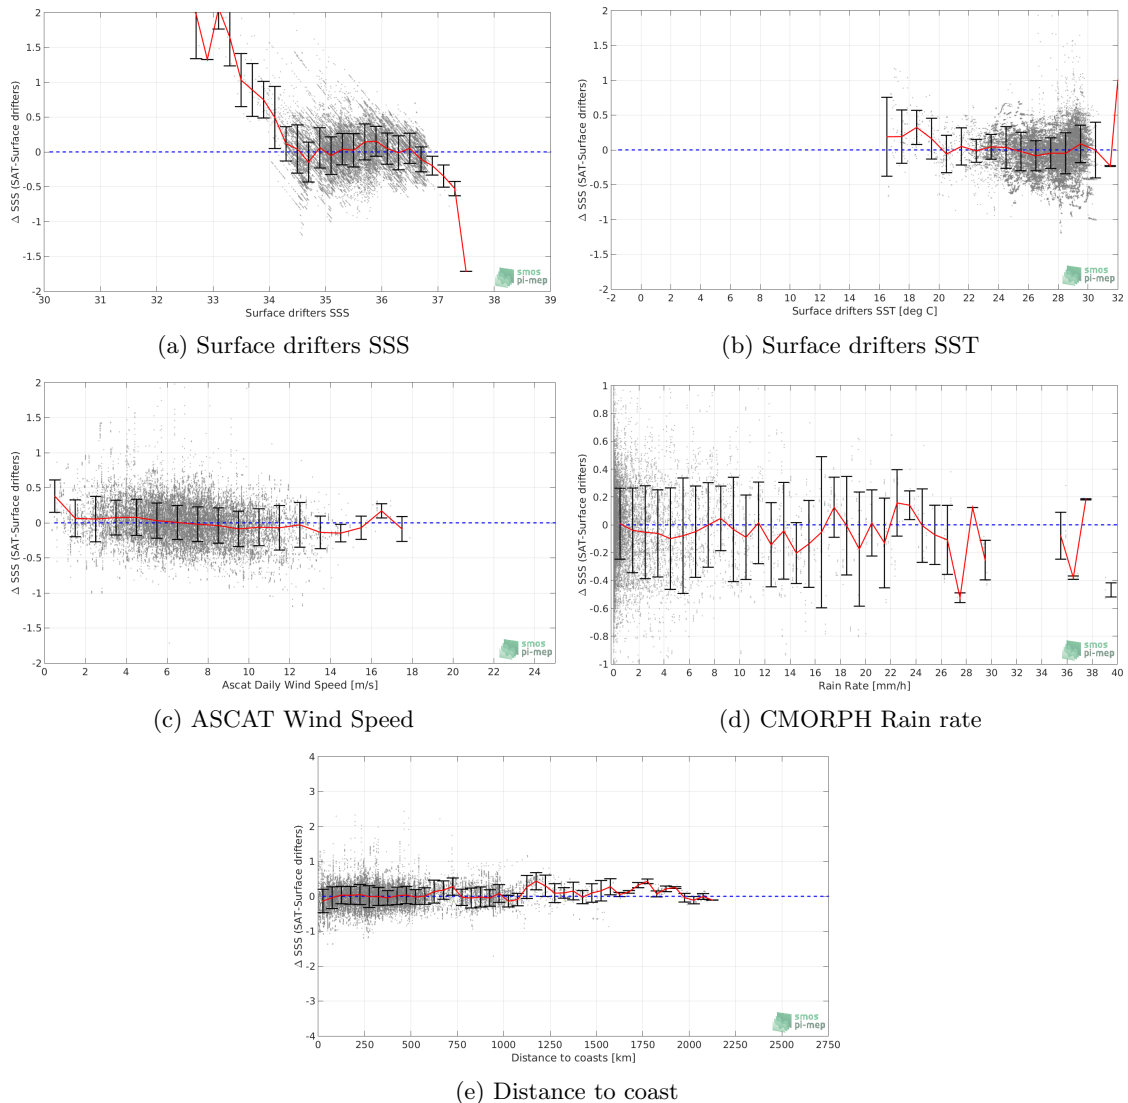 Δ SSS (SAT-Surface drifters)
2
1.5
1
0.5
0
-0.5
-1
-1.5
-2
30 31 32 33 34 35 36 37 38 39
Surface drifters SSS
smos
pi-mep
(a) Surface drifters SSS
Δ SSS (SAT-Surface drifters)
2
1.5
1
0.5
0
-0.5
-1
-1.5
-2
-2 0 2 4 6 8 10 12 14 16 18 20 22 24 26 28 30 32
Surface drifters SST [deg C]
smos
pi-mep
(b) Surface drifters SST
Δ SSS (SAT-Surface drifters)
2
1.5
1
0.5
0
-0.5
-1
-1.5
-2
0 2 4 6 8 10 12 14 16 18 20 22 24
Ascat Daily Wind Speed [m/s]
smos
pi-mep
(c) ASCAT Wind Speed
Δ SSS (SAT-Surface drifters)
1
0.8
0.6
0.4
0.2
0
-0.2
-0.4
-0.6
-0.8
-1
0 2 4 6 8 10 12 14 16 18 20 22 24 26 28 30 32 34 36 38 40
Rain Rate [mm/h]
smos
pi-mep
(d) CMORPH Rain rate
Δ SSS (SAT-Surface drifters)
4
3
2
1
0
-1
-2
-3
-4
0 250 500 750 1000 1250 1500 1750 2000 2250 2500 2750
Distance to coasts [km]
smos
pi-mep
(e) Distance to coast